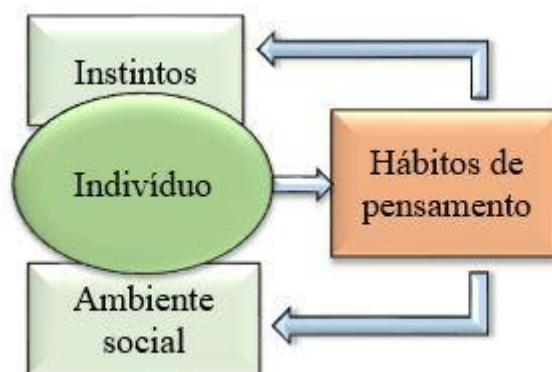 Instintos
Indivíduo
Hábitos de
pensamento
Ambiente
social